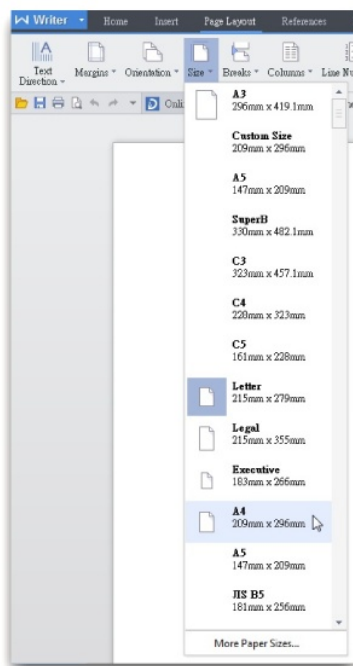 Writer Home Insert Page Layout References
Text Direction Margins Orientation Size Breaks Columns Line Nu
Onli
A3
296mm x 419.1mm
Custom Size
209mm x 296mm
A5
147mm x 209mm
SuperB
330mm x 482.1mm
C3
323mm x 457.1mm
C4
228mm x 323mm
C5
161mm x 228mm
Letter
215mm x 279mm
Legal
215mm x 355mm
Executive
183mm x 266mm
A4
209mm x 296mm
A5
147mm x 209mm
JIS B5
181mm x 256mm
More Paper Sizes...